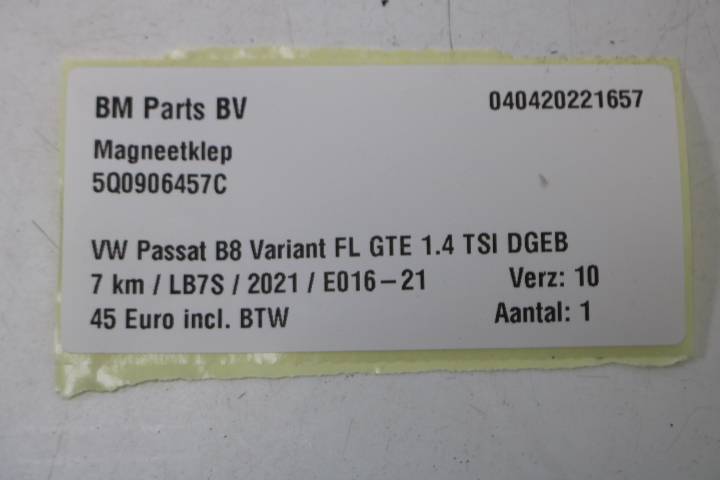 BM Parts BV 040420221657
Magneetklep
5Q0906457C
VW Passat B8 Variant FL GTE 1.4 TSI DGEB
7 km / LB7S / 2021 / E016-21 Verz: 10
45 Euro incl. BTW Aantal: 1